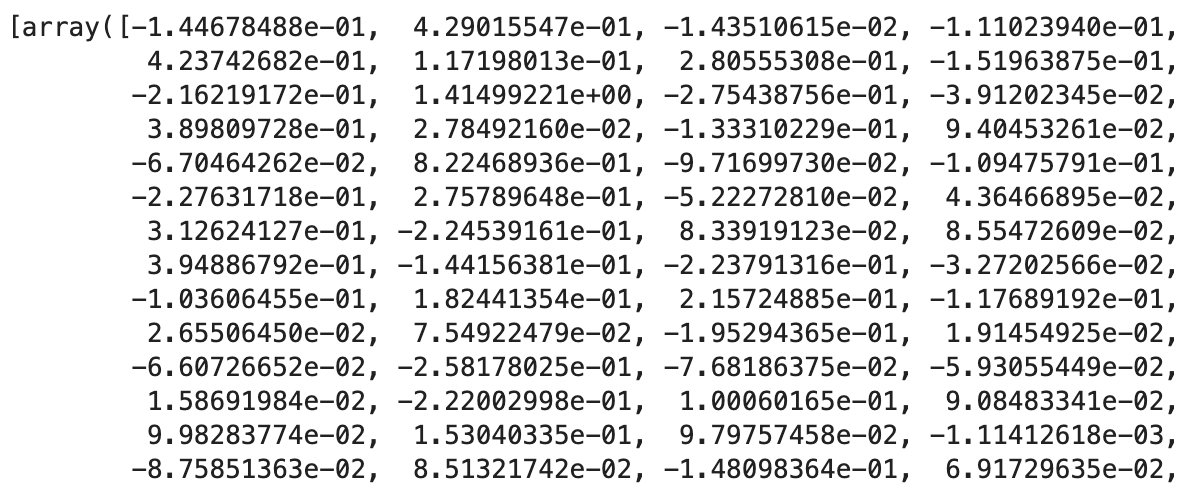 [array([-1.44678488e-01, 4.29015547e-01, -1.43510615e-02, -1.11023940e-01,
4.23742682e-01, 1.17198013e-01, 2.80555308e-01, -1.51963875e-01,
-2.16219172e-01, 1.41499221e+00, -2.75438756e-01, -3.91202345e-02,
3.89809728e-01, 2.78492160e-02, -1.33310229e-01, 9.40453261e-02,
-6.70464262e-02, 8.22468936e-01, -9.71699730e-02, -1.09475791e-01,
-2.27631718e-01, 2.75789648e-01, -5.22272810e-02, 4.36466895e-02,
3.12624127e-01, -2.24539161e-01, 8.33919123e-02, 8.55472609e-02,
3.94886792e-01, -1.44156381e-01, -2.23791316e-01, -3.27202566e-02,
-1.03606455e-01, 1.82441354e-01, 2.15724885e-01, -1.17689192e-01,
2.65506450e-02, 7.54922479e-02, -1.95294365e-01, 1.91454925e-02,
-6.60726652e-02, -2.58178025e-01, -7.68186375e-02, -5.93055449e-02,
1.58691984e-02, -2.22002998e-01, 1.00060165e-01, 9.08483341e-02,
9.98283774e-02, 1.53040335e-01, 9.79757458e-02, -1.11412618e-03,
-8.75851363e-02, 8.51321742e-02, -1.48098364e-01, 6.91729635e-02,